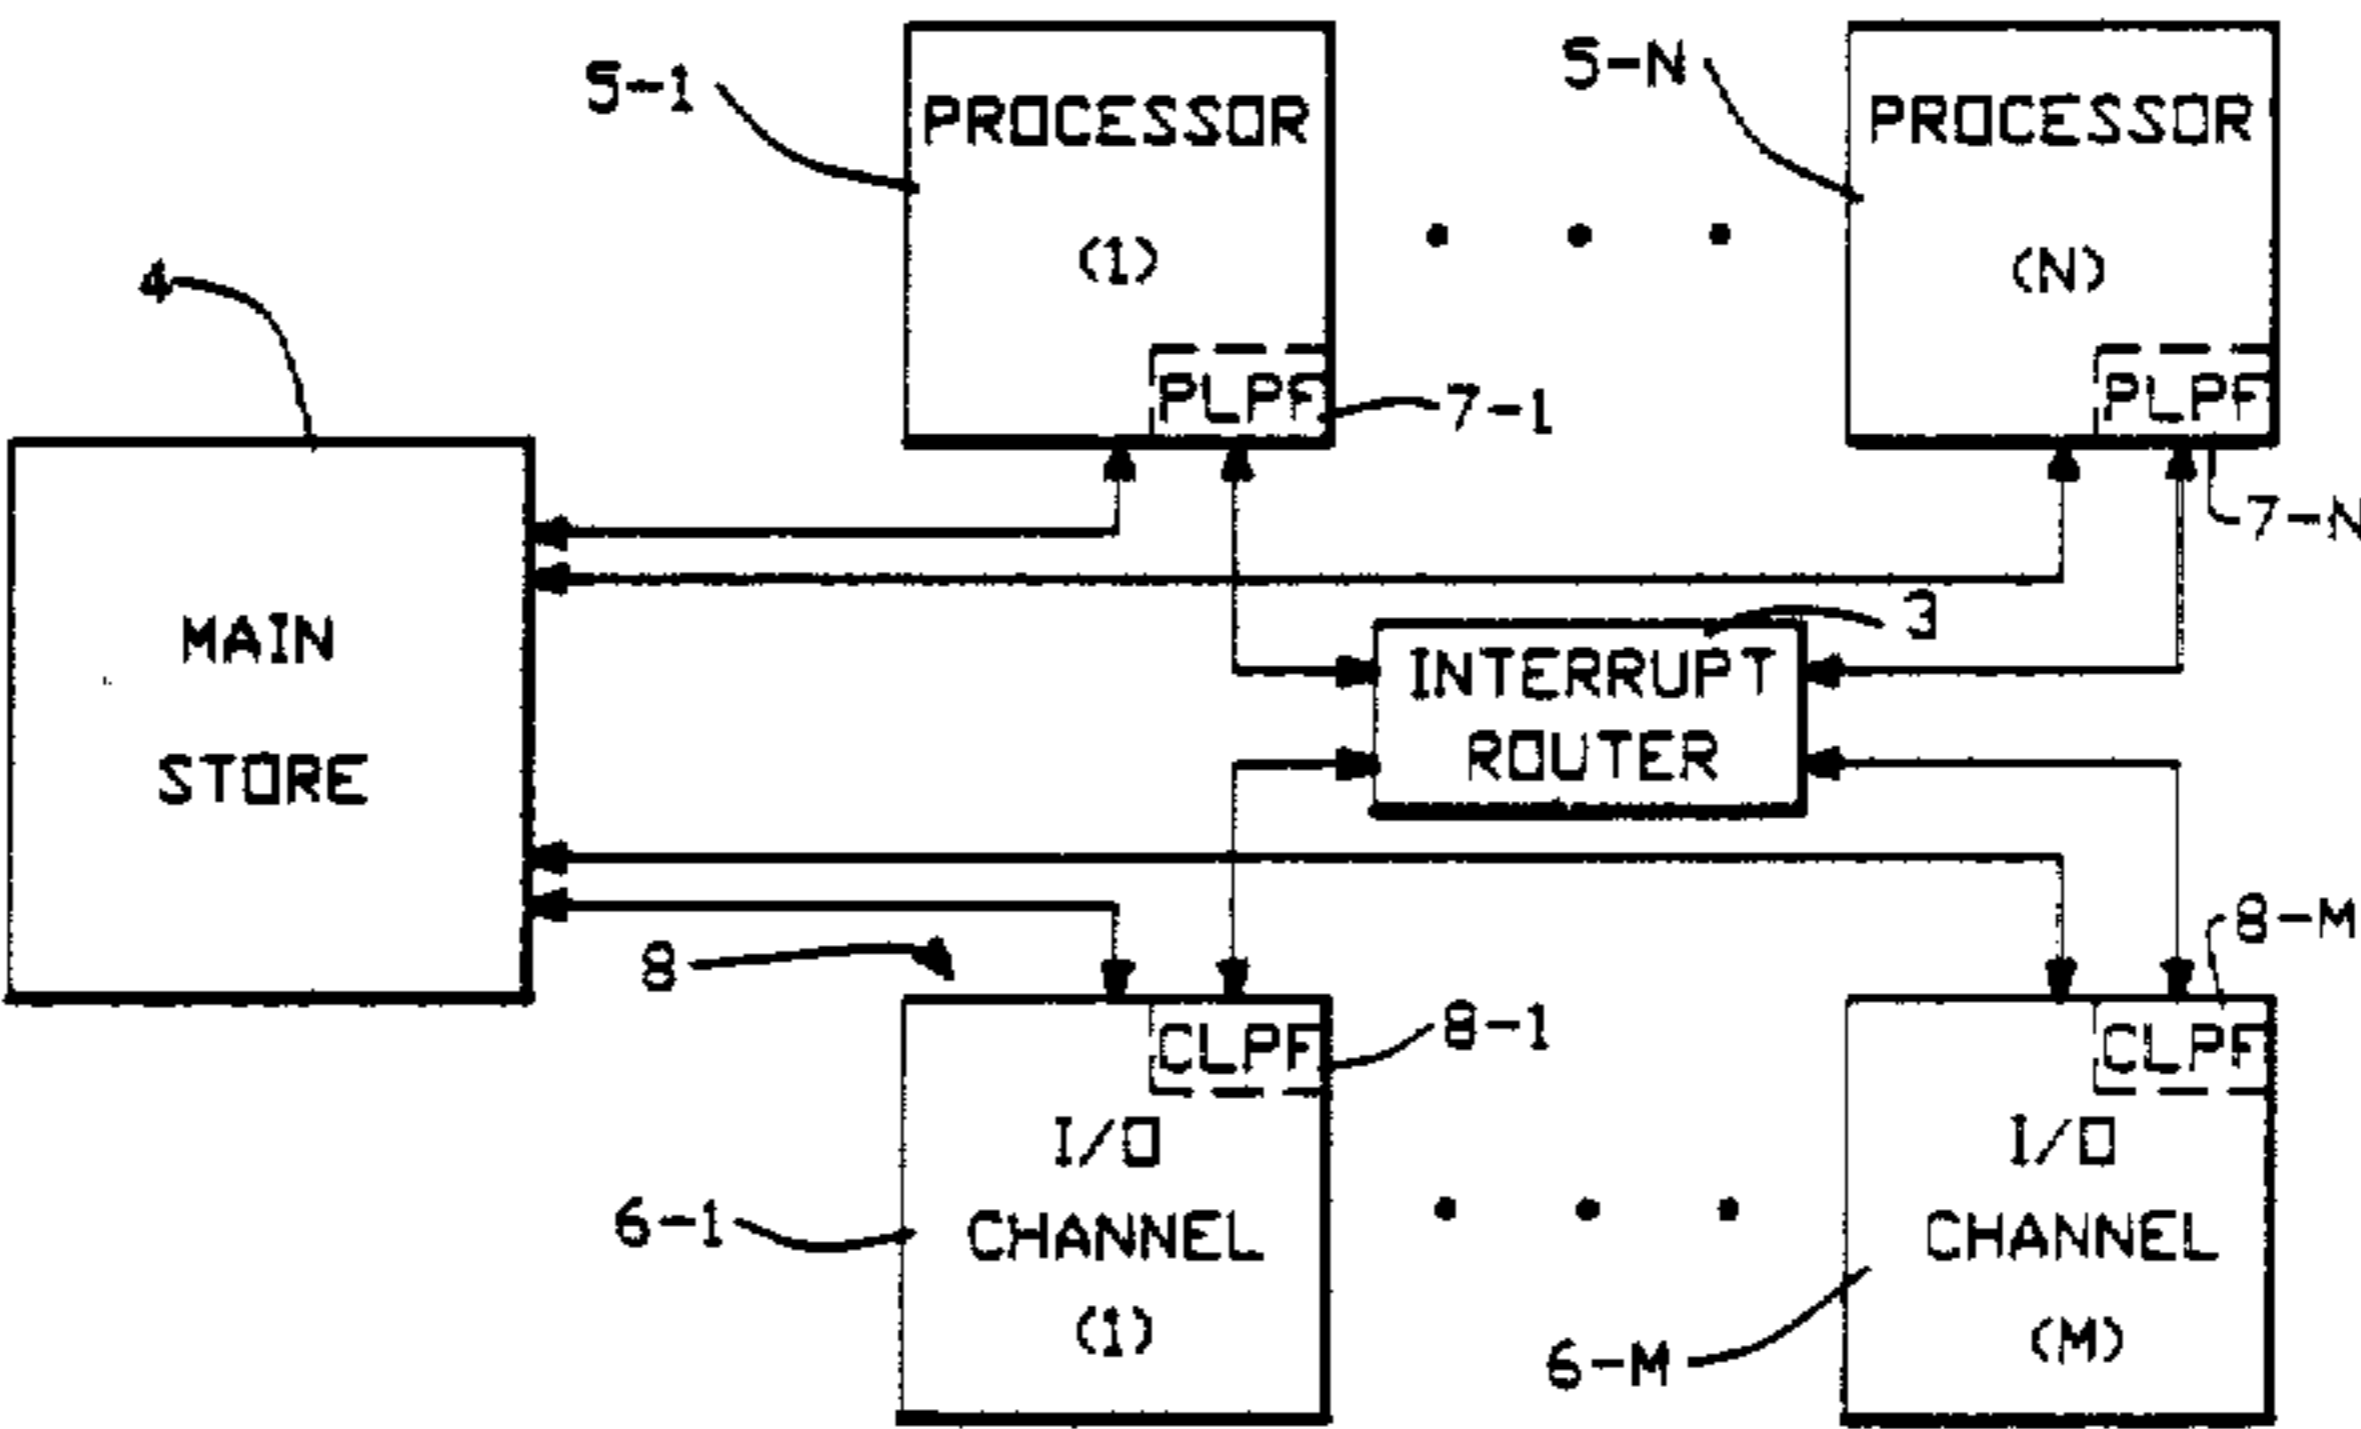 5-1
PROCESSOR
(1)
PLPF
7-1
5-N
PROCESSOR
(N)
PLPF
7-N
4
MAIN
STORE
3
INTERRUPT
ROUTER
8
CLPF
8-1
I/O
CHANNEL
(1)
6-1
8-M
CLPF
I/O
CHANNEL
(M)
6-M